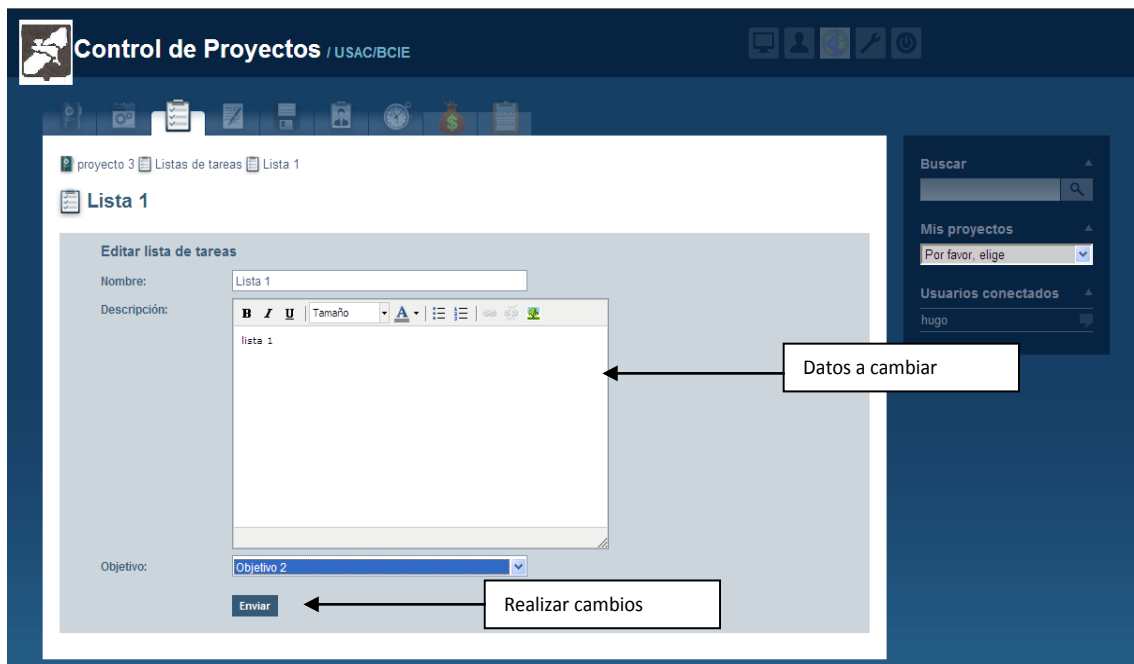 Control de Proyectos / USAC/BCIE
proyecto 3 Listas de tareas Lista 1
Lista 1
Editar lista de tareas
Nombre: Lista 1
Descripción:
B I U Tamaño A
lista 1
Datos a cambiar
Objetivo: Objetivo 2
Enviar
Realizar cambios
Buscar
Mis proyectos
Por favor, elige
Usuarios conectados
hugo